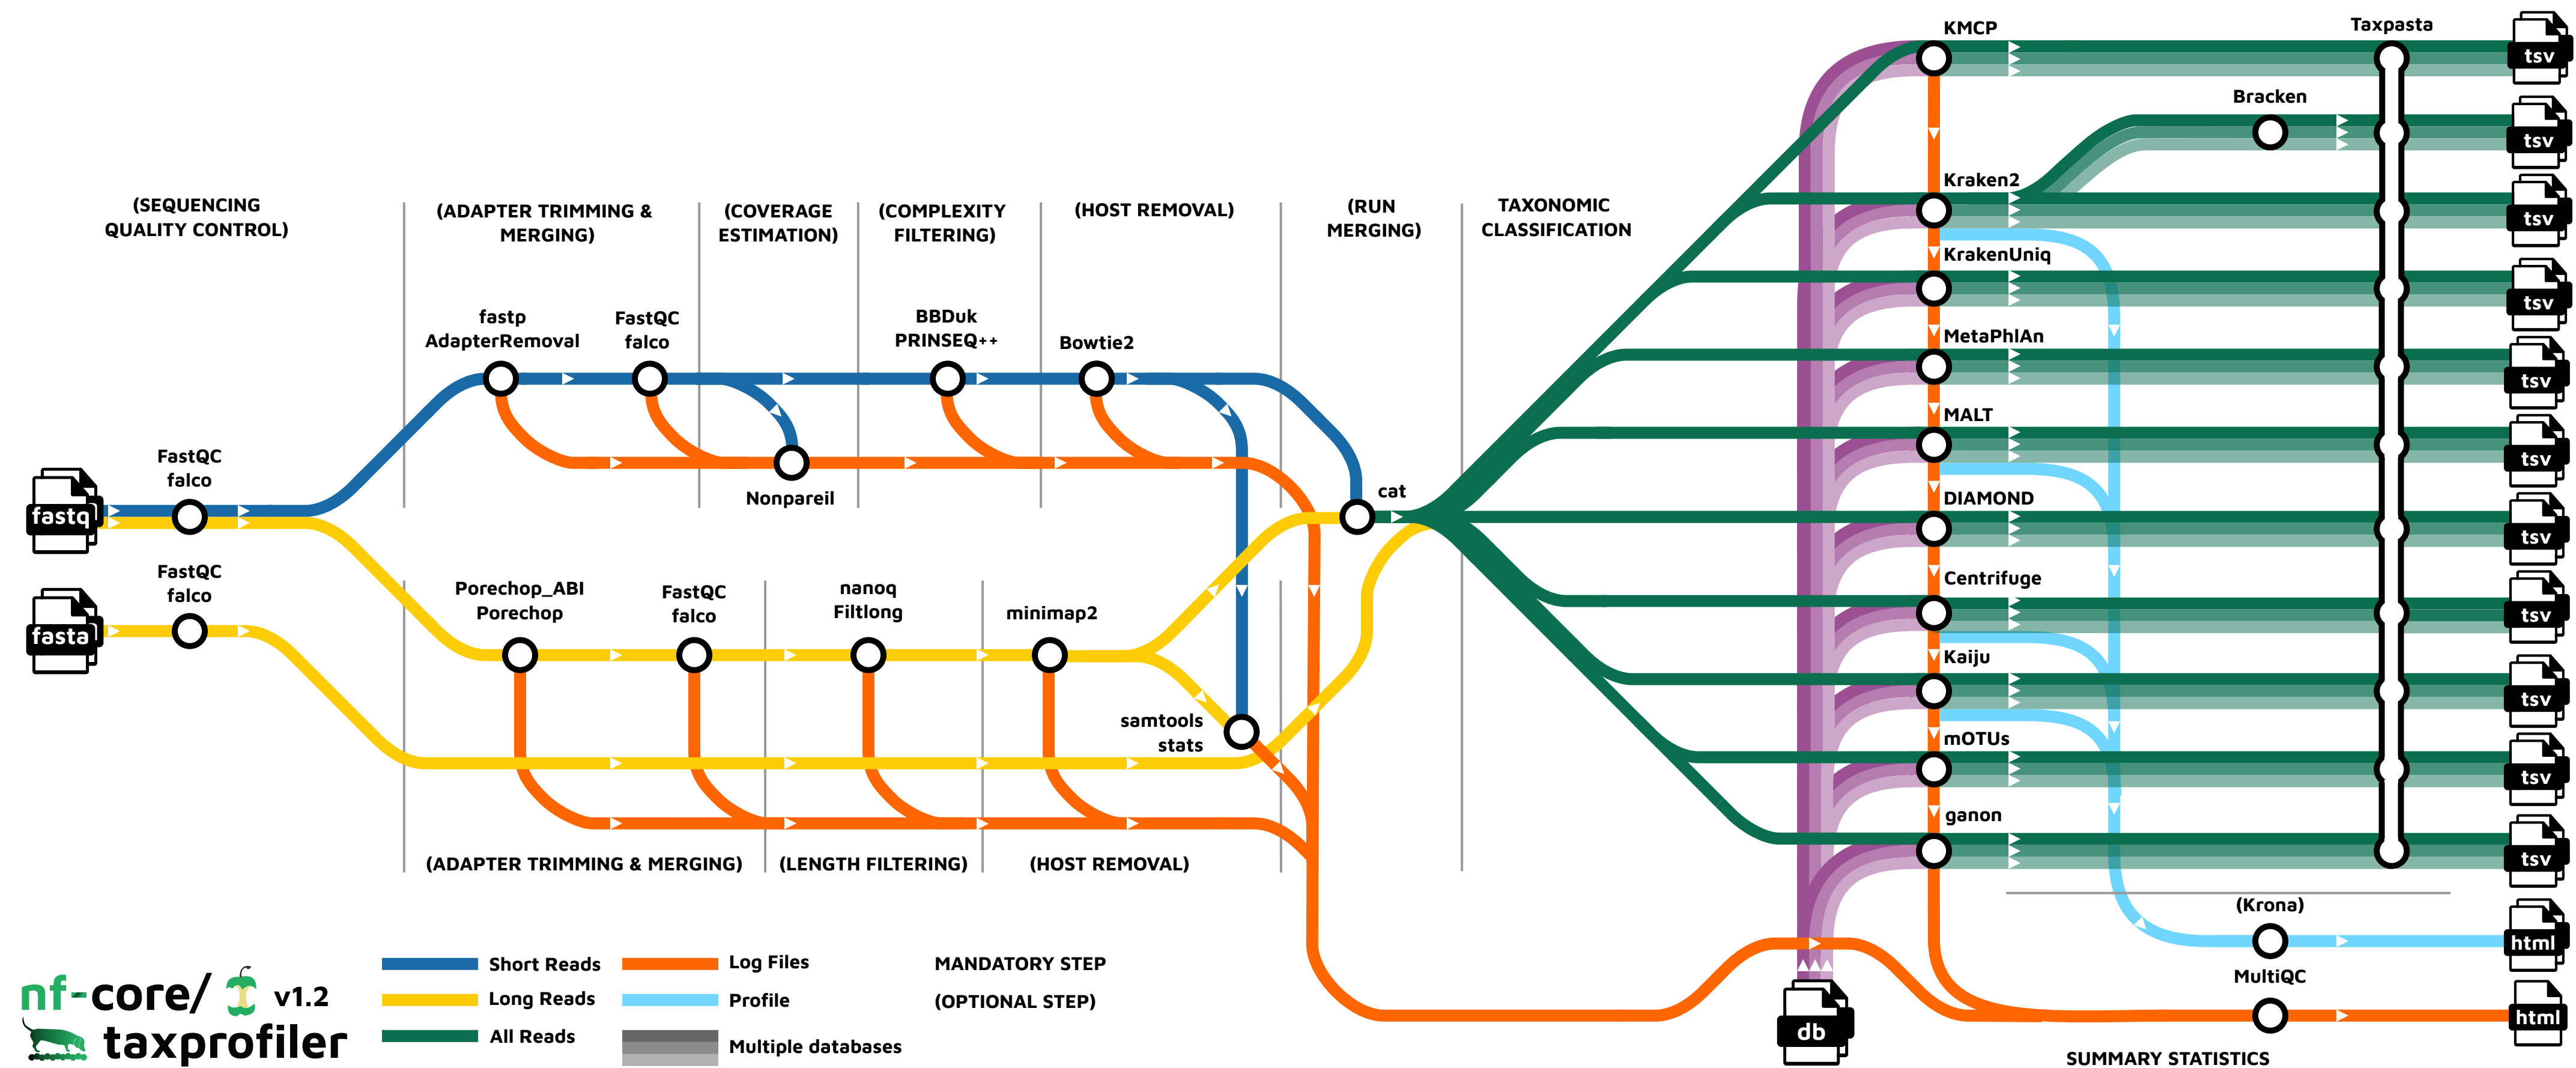 (SEQUENCING
QUALITY CONTROL)
(ADAPTER TRIMMING &
MERGING)
(COVERAGE
ESTIMATION)
(COMPLEXITY
FILTERING)
(HOST REMOVAL)
(RUN
MERGING)
TAXONOMIC
CLASSIFICATION
fastp
AdapterRemoval
FastQC
falco
BBDuk
PRINSEQ++
Bowtie2
Nonpareil
FastQC
falco
fastq
FastQC
falco
fasta
cat
Porechop_ABI
Porechop
FastQC
falco
nanoq
Filtlong
minimap2
samtools
stats
(ADAPTER TRIMMING & MERGING)
(LENGTH FILTERING)
(HOST REMOVAL)
KMCP
Taxpasta
tsv
Bracken
tsv
Kraken2
tsv
KrakenUniq
tsv
MetaPhlAn
tsv
MALT
tsv
DIAMOND
tsv
Centrifuge
tsv
Kaiju
tsv
mOTUs
tsv
ganon
tsv
(Krona)
html
MultiQC
html
SUMMARY STATISTICS
db
nf-core/ v1.2
taxprofiler
Short Reads
Long Reads
All Reads
Log Files
Profile
Multiple databases
MANDATORY STEP
(OPTIONAL STEP)